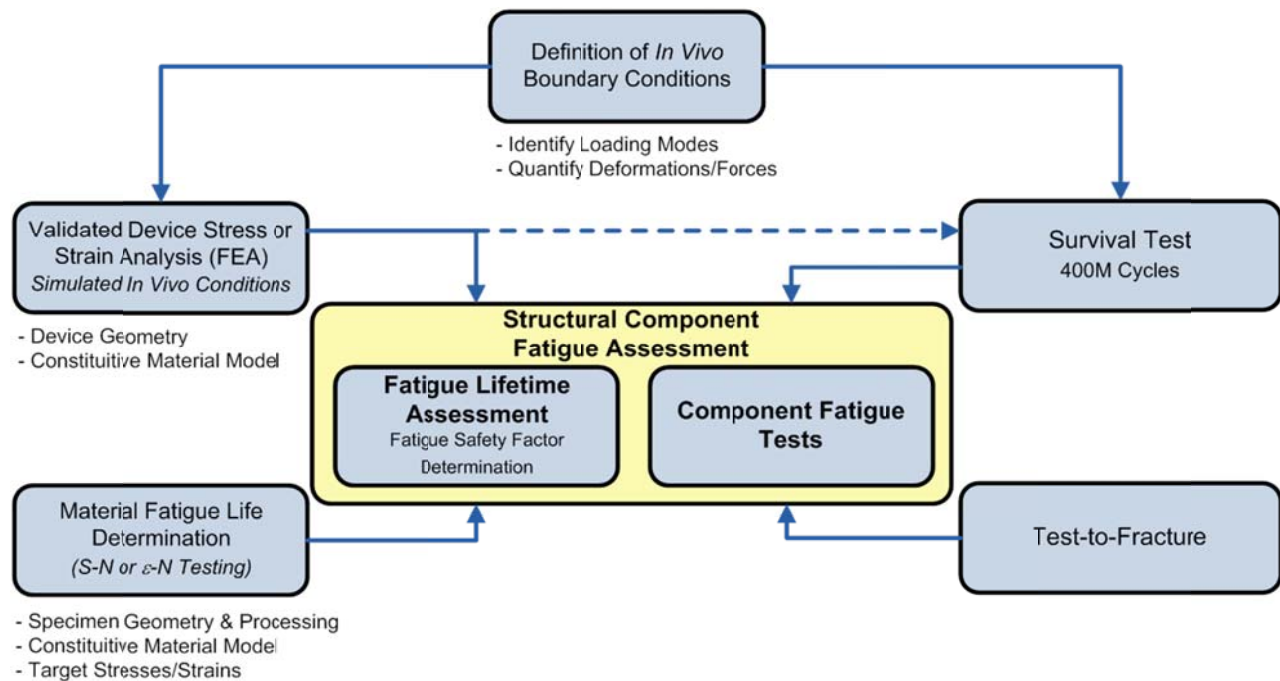 Definition of In Vivo
Boundary Conditions
- Identify Loading Modes
- Quantify Deformations/Forces
Validated Device Stress or
Strain Analysis (FEA)
Simulated In Vivo Conditions
- Device Geometry
- Constituitive Material Model
Survival Test
400M Cycles
Structural Component
Fatigue Assessment
Fatigue Lifetime
Assessment
Fatigue Safety Factor
Determination
Component Fatigue
Tests
Material Fatigue Life
Determination
(S-N or ε-N Testing)
- Specimen Geometry & Processing
- Constituitive Material Model
- Target Stresses/Strains
Test-to-Fracture